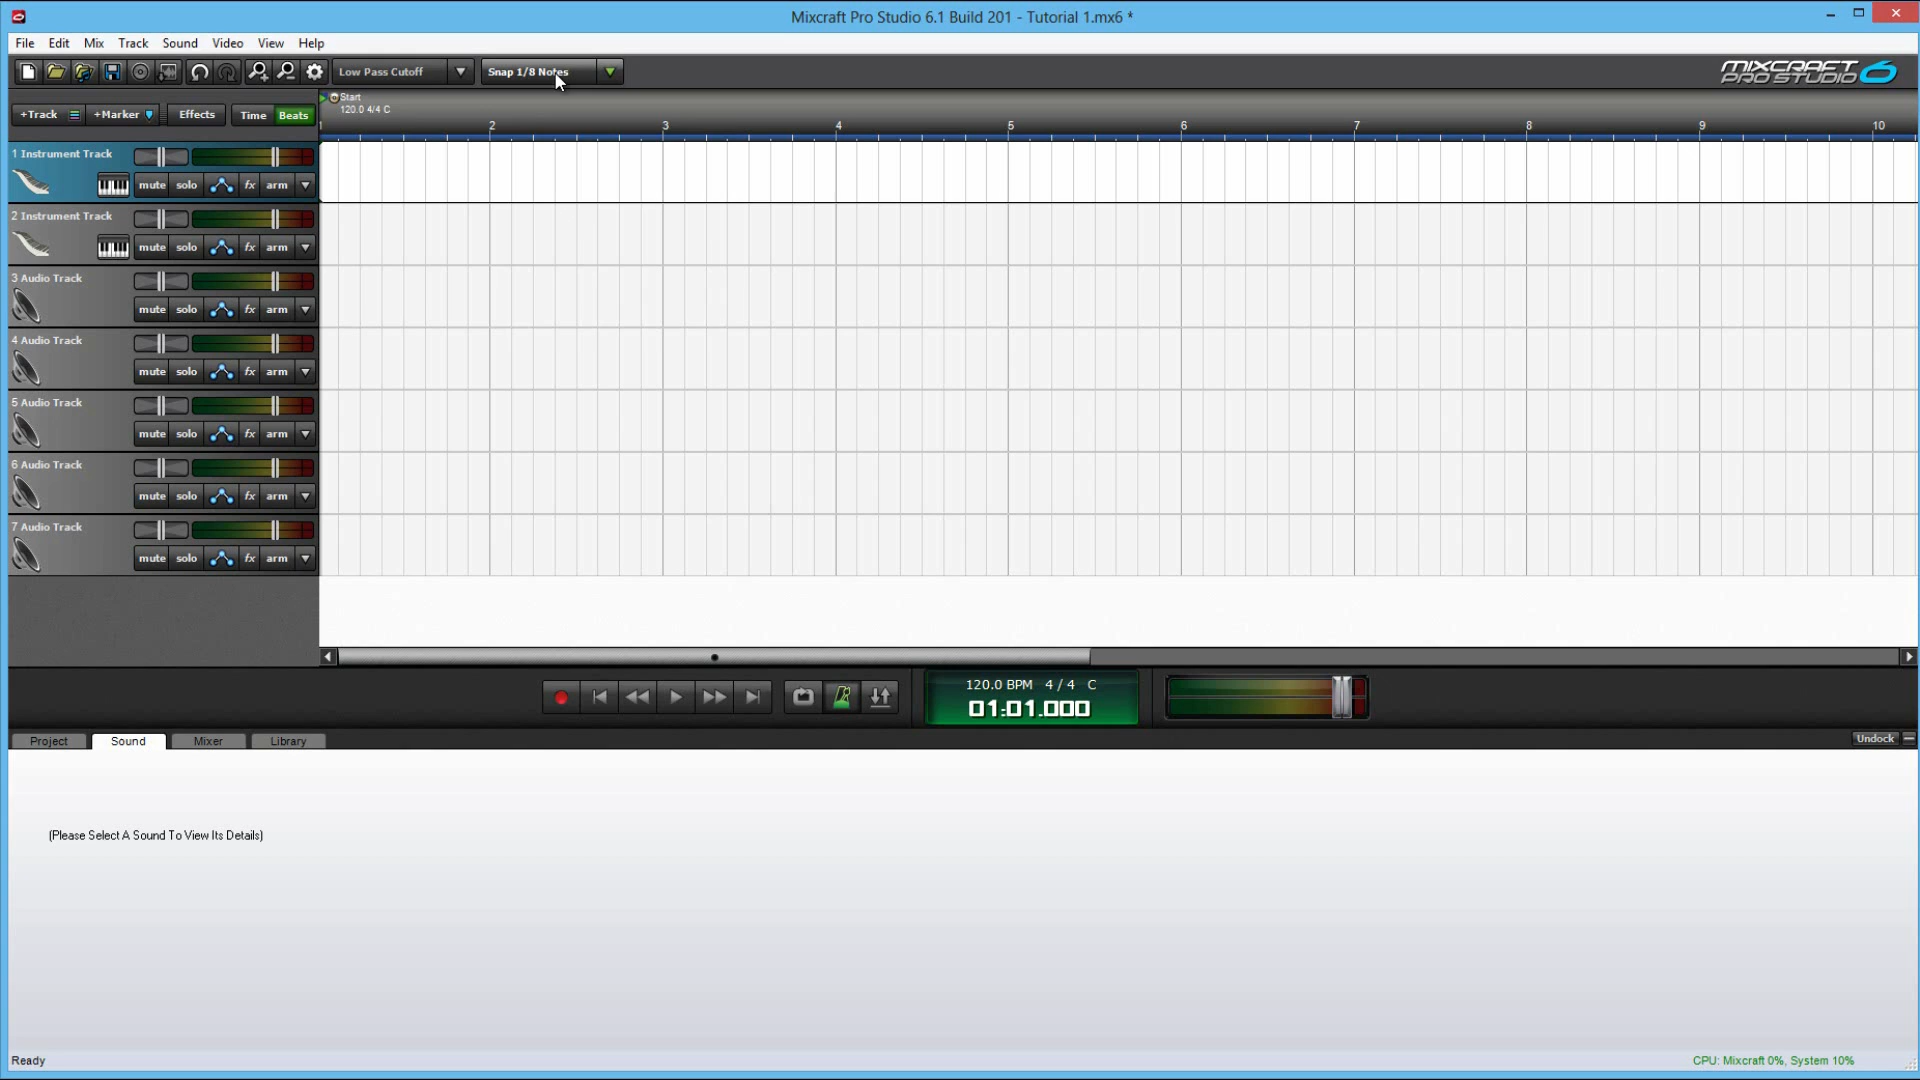 Mixcraft Pro Studio 6.1 Build 201 - Tutorial 1.mx6 *
File Edit Mix Track Sound Video View Help
Low Pass Cutoff Snap 1/8 Notes
MIXCRAFT PRO STUDIO 6
+Track +Marker Effects Time Beats
Start
120.0 4/4 C
1 2 3 4 5 6 7 8 9 10
1 Instrument Track
mute solo fx arm
2 Instrument Track
mute solo fx arm
3 Audio Track
mute solo fx arm
4 Audio Track
mute solo fx arm
5 Audio Track
mute solo fx arm
6 Audio Track
mute solo fx arm
7 Audio Track
mute solo fx arm
120.0 BPM 4 / 4 C
01:01.000
Project Sound Mixer Library Undock
(Please Select A Sound To View Its Details)
Ready CPU: Mixcraft 0%, System 10%